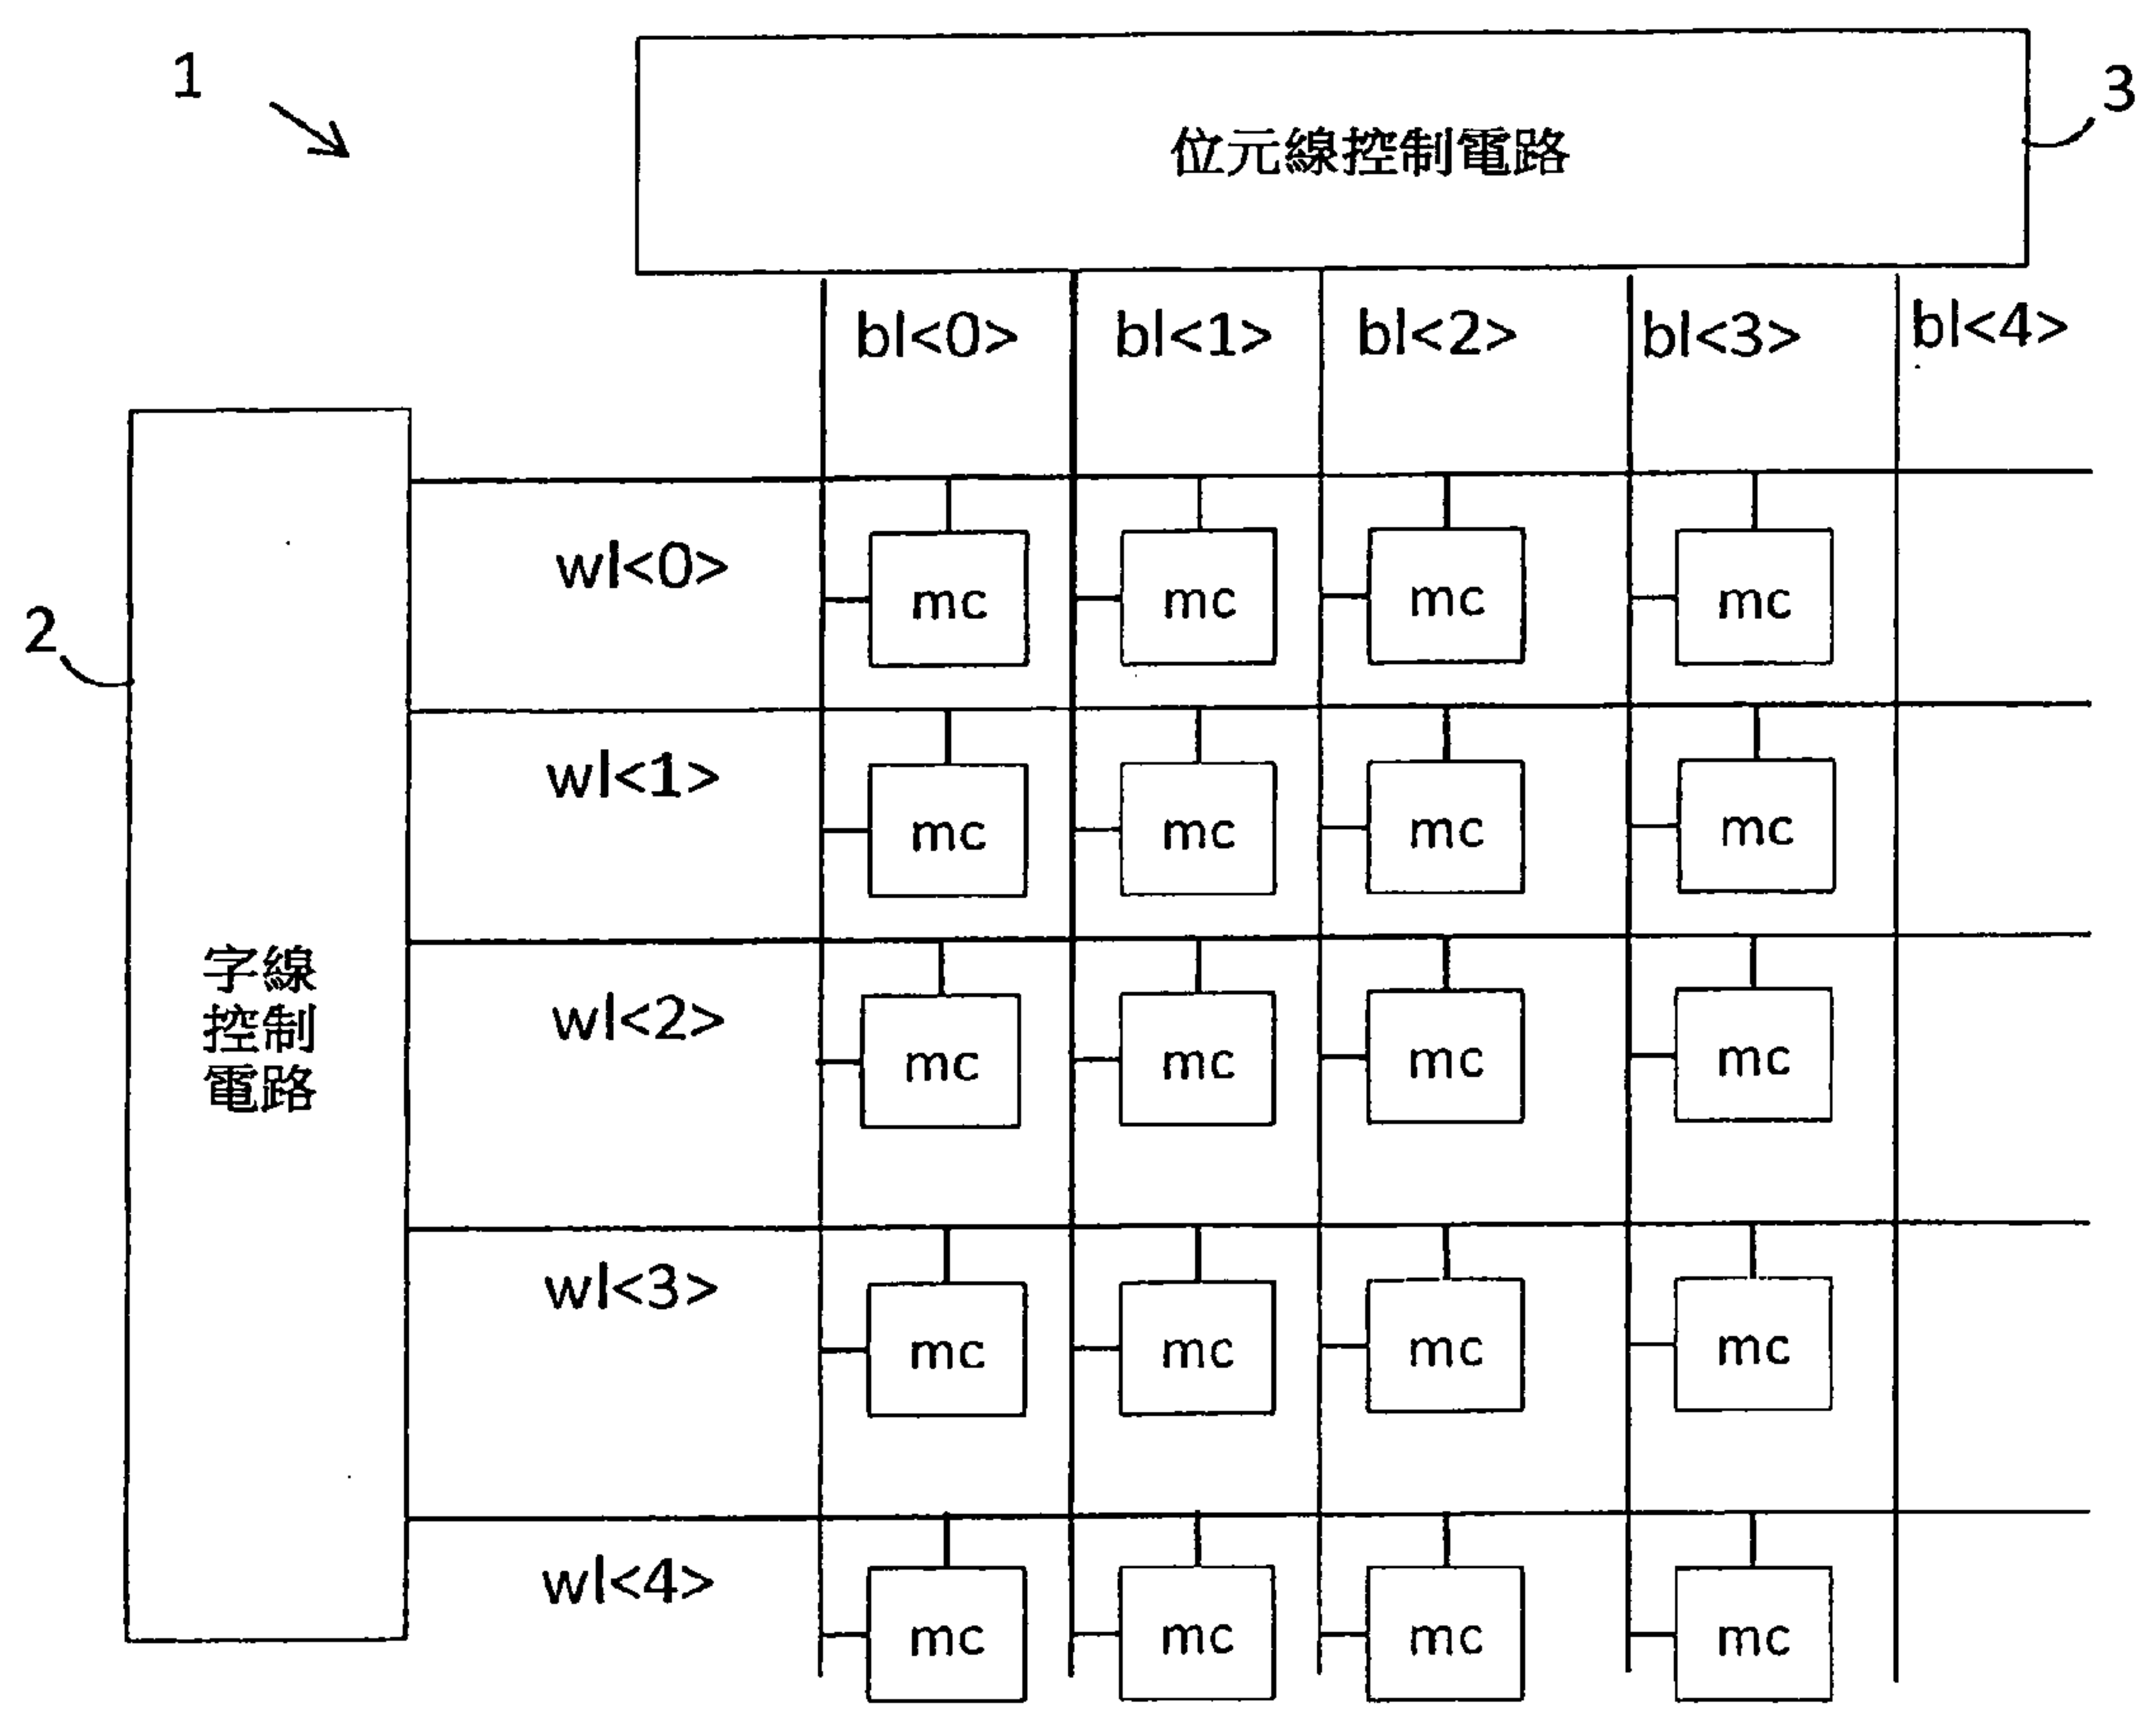 1
位元線控制電路
3
bl<0> bl<1> bl<2> bl<3> bl<4>
wl<0>
mc mc mc mc
2
wl<1>
mc mc mc mc
字線
控制
電路
wl<2>
mc mc mc mc
wl<3>
mc mc mc mc
wl<4>
mc mc mc mc